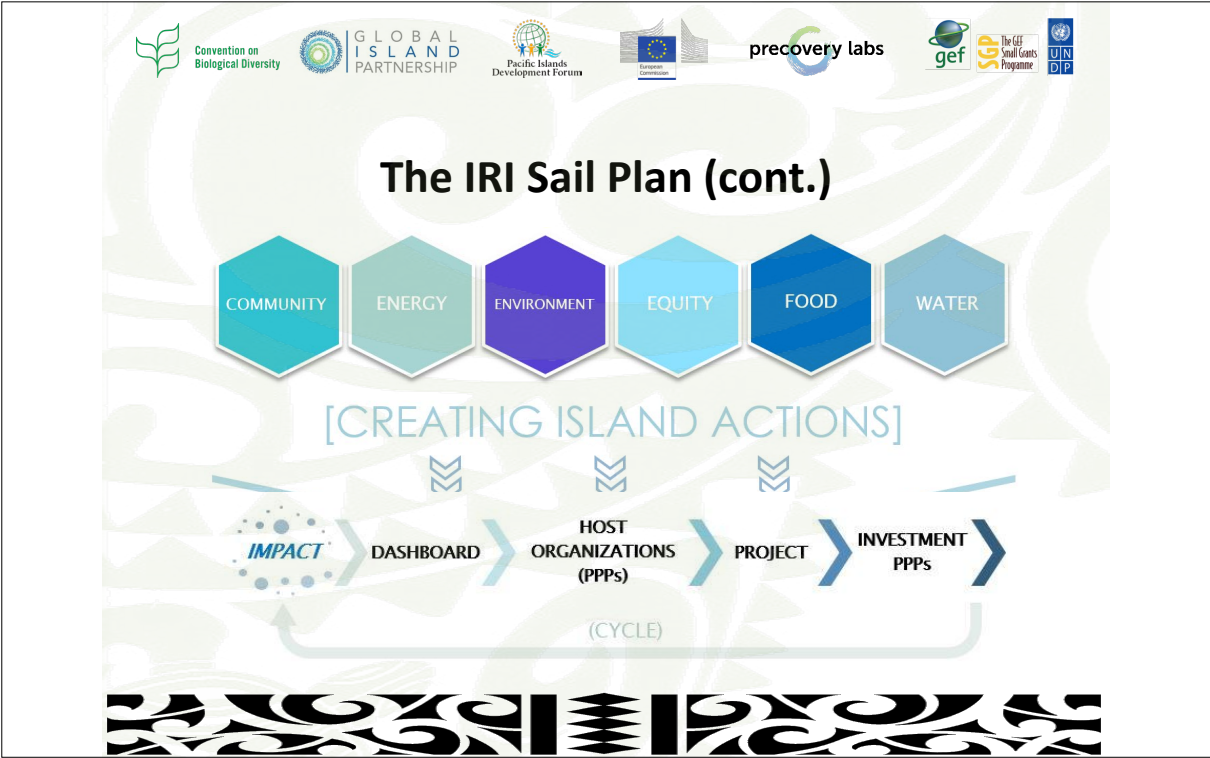 Convention on
Biological Diversity
GLOBAL
ISLAND
PARTNERSHIP
Pacific Islands
Development Forum
European
Commission
precovery labs
gef
SGP
The GEF
Small Grants
Programme
U N
D P
The IRI Sail Plan (cont.)
COMMUNITY
ENERGY
ENVIRONMENT
EQUITY
FOOD
WATER
[CREATING ISLAND ACTIONS]
IMPACT
DASHBOARD
HOST
ORGANIZATIONS
(PPPs)
PROJECT
INVESTMENT
PPPs
(CYCLE)